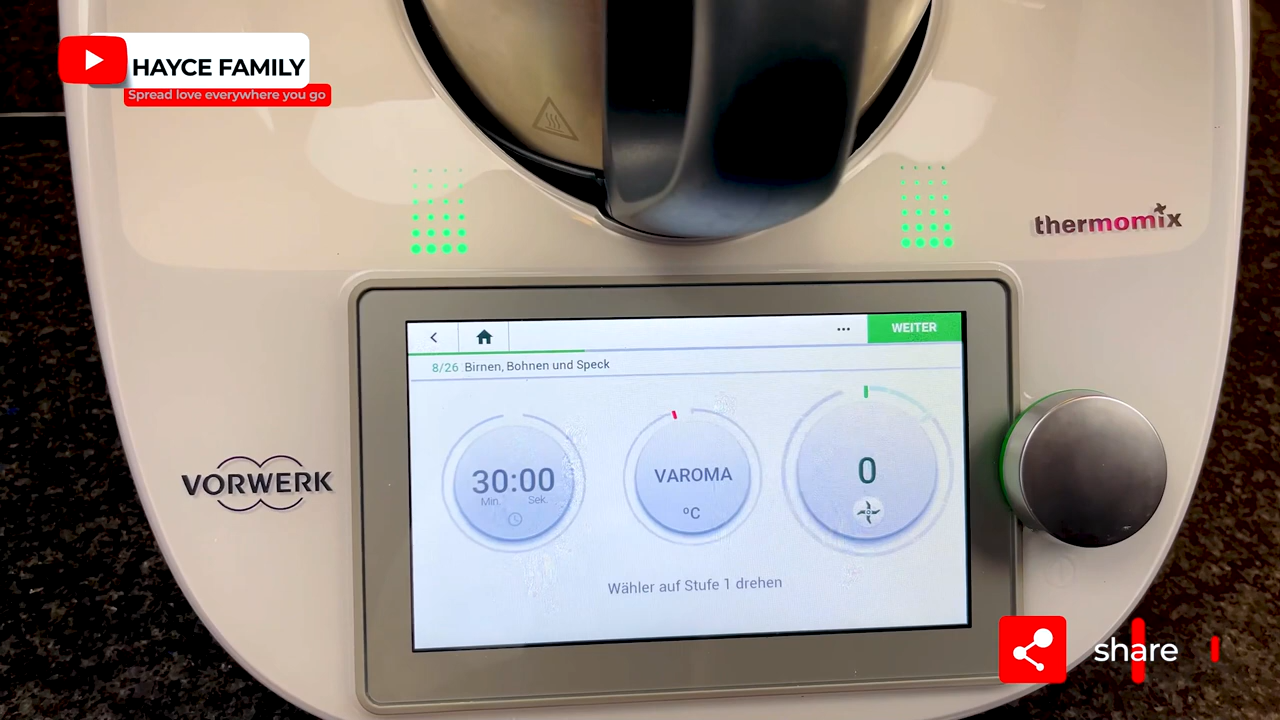 HAYCE FAMILY
Spread love everywhere you go
thermomix
WEITER
8/26 Birnen, Bohnen und Speck
30:00
Min. Sek.
VAROMA
ºC
0
Wähler auf Stufe 1 drehen
VORWERK
share